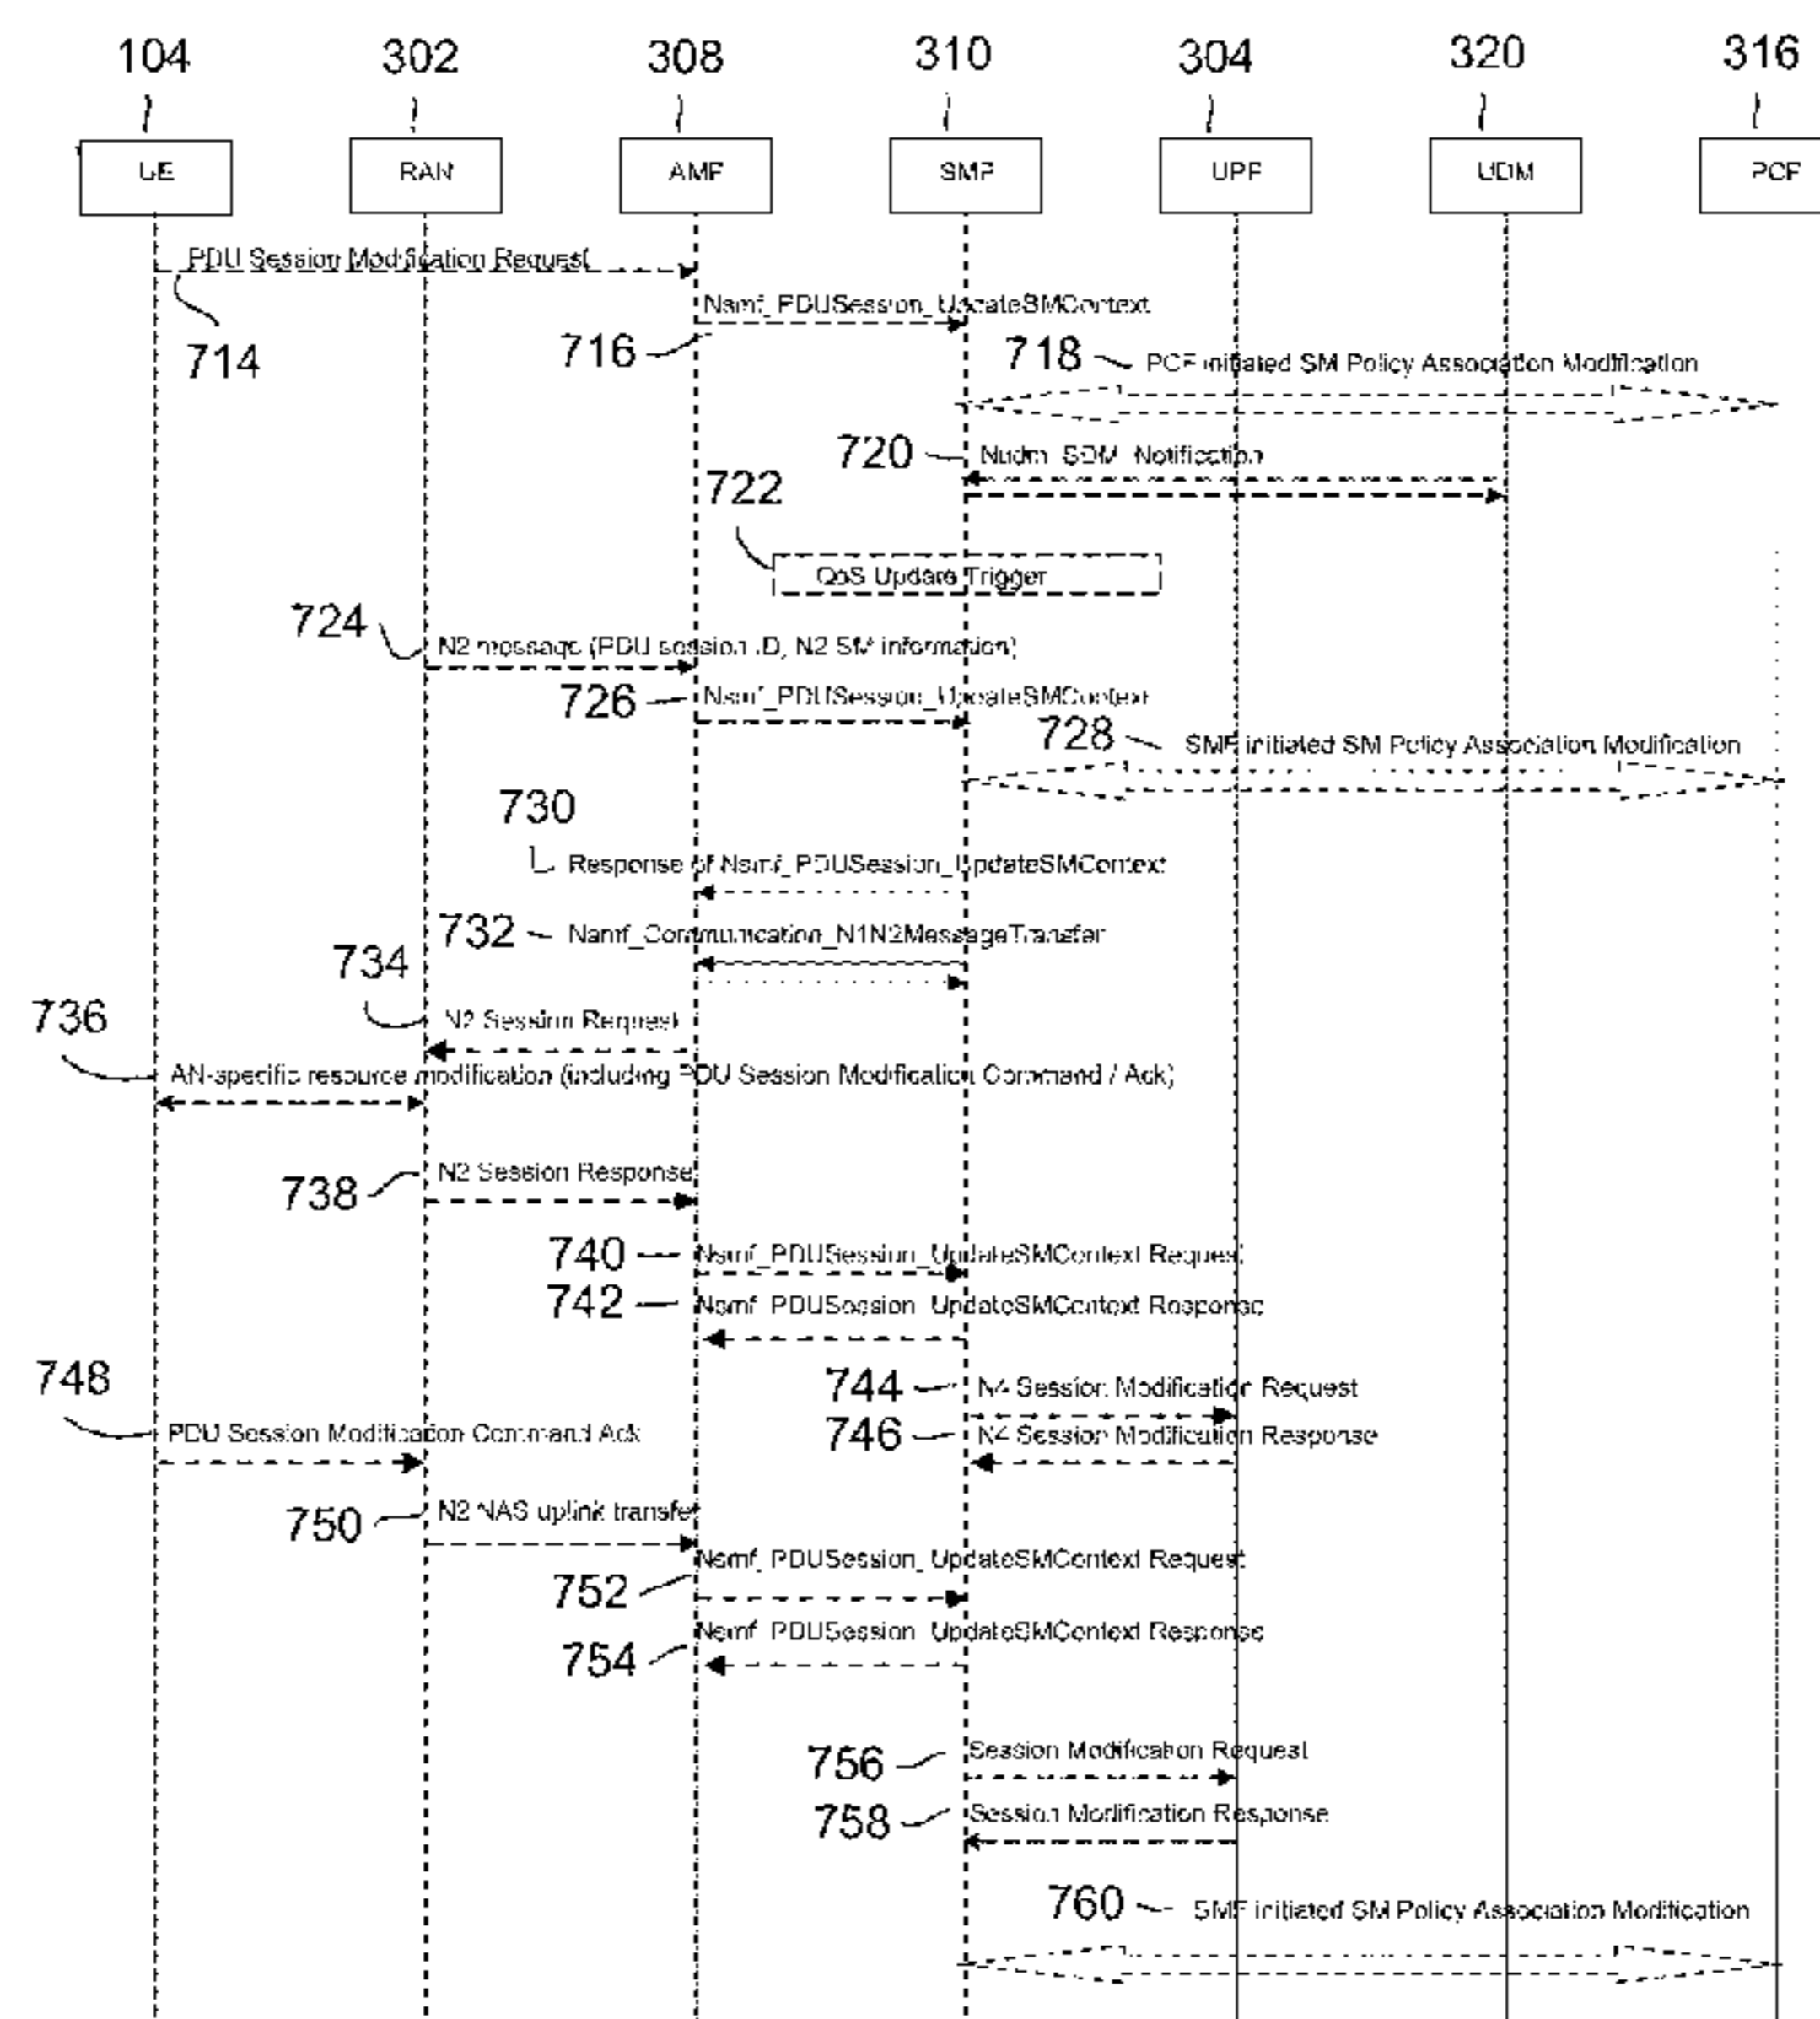 104 302 308 310 304 320 316
UE RAN AMF SMF UPF UDM PCF
PDU Session Modification Request
714
Nsmf_PDUSession_UpdateSMContext
716
718 PCF initiated SM Policy Association Modification
720 Nudm_SDM_Notification
722
QoS Update Trigger
724
N2 message (PDU session ID, N2 SM information)
726 Nsmf_PDUSession_UpdateSMContext
728 SMF initiated SM Policy Association Modification
730
Response of Nsmf_PDUSession_UpdateSMContext
732 Namf_Communication_N1N2MessageTransfer
734
736
N2 Session Request
AN-specific resource modification (including PDU Session Modification Command / Ack)
738 N2 Session Response
740 Nsmf_PDUSession_UpdateSMContext Request
742 Nsmf_PDUSession_UpdateSMContext Response
748
744 N4 Session Modification Request
PDU Session Modification Command Ack
746 N4 Session Modification Response
750 N2 NAS uplink transfer
Nsmf_PDUSession_UpdateSMContext Request
752
Nsmf_PDUSession_UpdateSMContext Response
754
756 Session Modification Request
758 Session Modification Response
760 SMF initiated SM Policy Association Modification